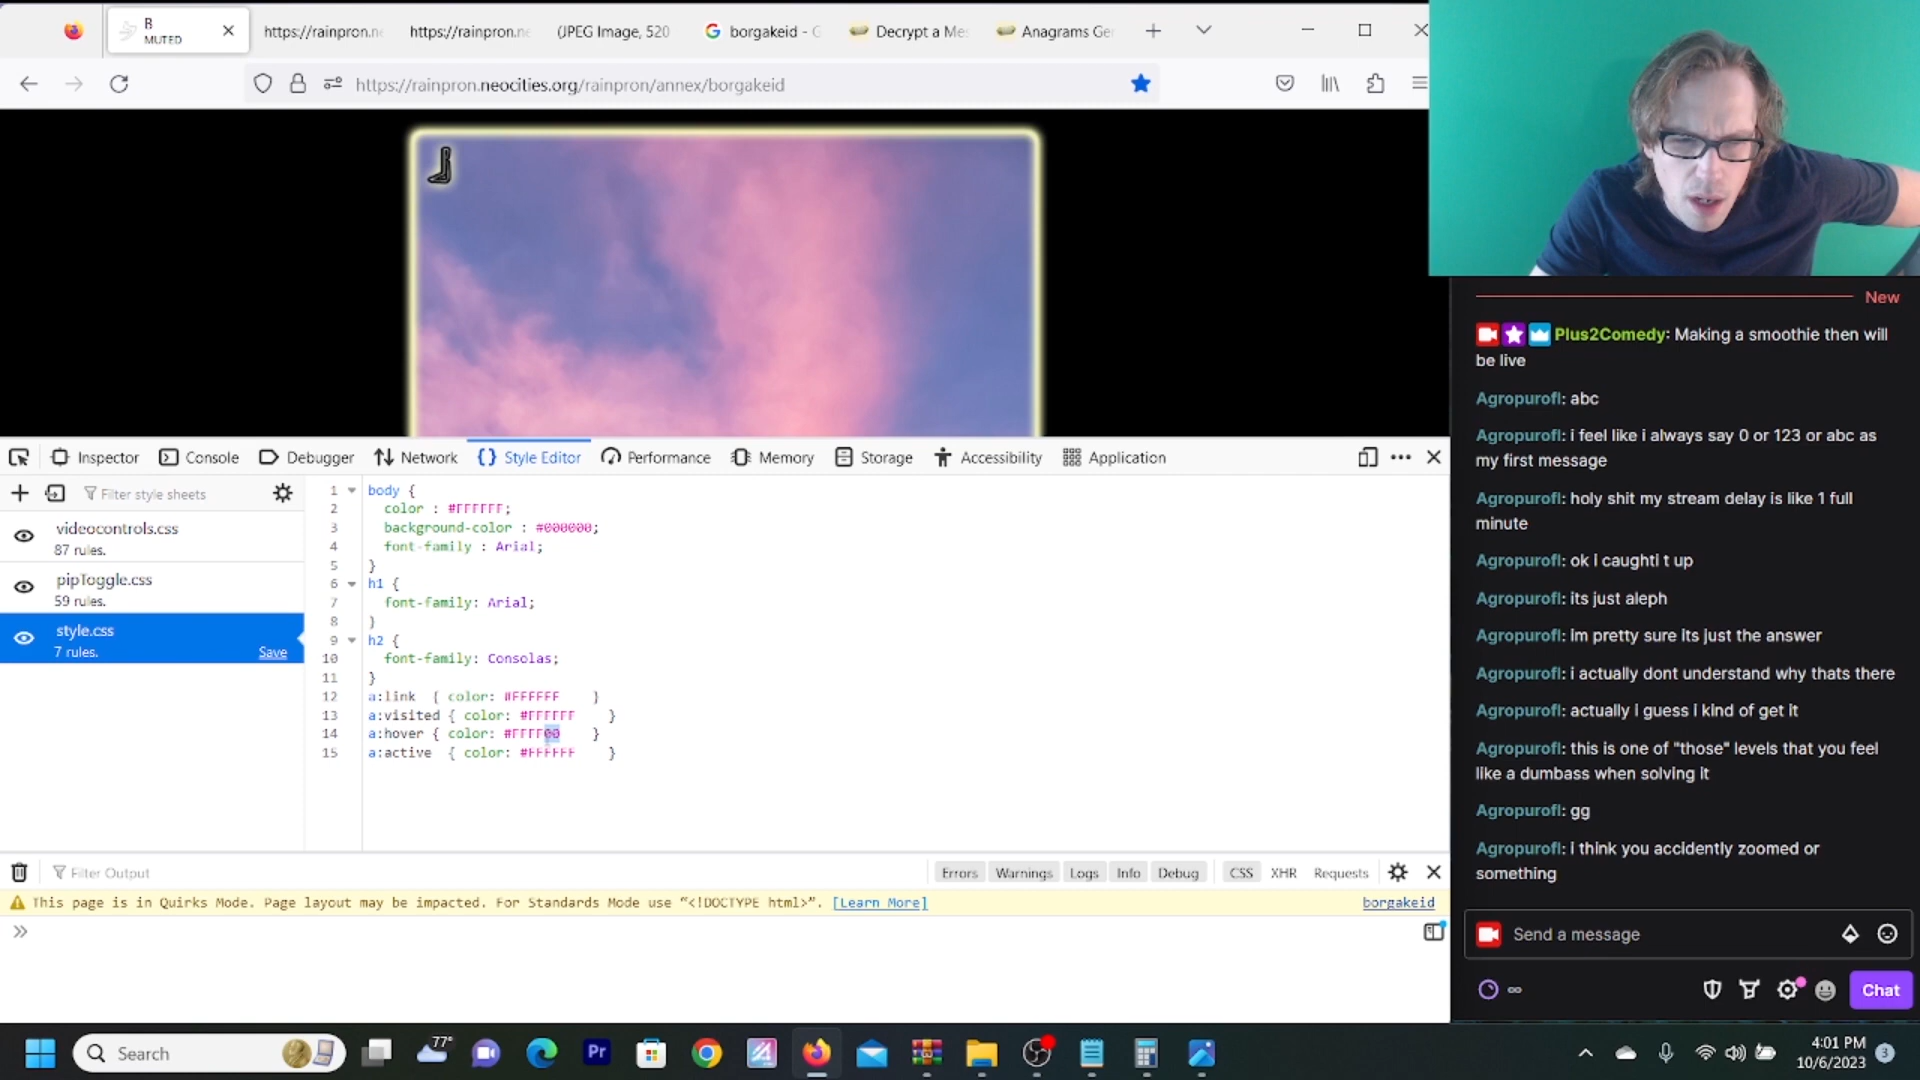 B
MUTED
https://rainpron.ne
https://rainpron.ne
(JPEG Image, 520
borgakeid - G
Decrypt a Mes
Anagrams Gen
https://rainpron.neocities.org/rainpron/annex/borgakeid
Inspector
Console
Debugger
Network
Style Editor
Performance
Memory
Storage
Accessibility
Application
Filter style sheets
videocontrols.css
87 rules.
pipToggle.css
59 rules.
style.css
7 rules.
Save
1 body {
2 color : #FFFFFF;
3 background-color : #000000;
4 font-family : Arial;
5 }
6 h1 {
7 font-family: Arial;
8 }
9 h2 {
10 font-family: Consolas;
11 }
12 a:link { color: #FFFFFF }
13 a:visited { color: #FFFFFF }
14 a:hover { color: #FFFF00 }
15 a:active { color: #FFFFFF }
Filter Output
Errors
Warnings
Logs
Info
Debug
CSS
XHR
Requests
This page is in Quirks Mode. Page layout may be impacted. For Standards Mode use “<!DOCTYPE html>”. [Learn More]
borgakeid
New
Plus2Comedy: Making a smoothie then will
be live
Agropurofl: abc
Agropurofl: i feel like i always say 0 or 123 or abc as
my first message
Agropurofl: holy shit my stream delay is like 1 full
minute
Agropurofl: ok i caughti t up
Agropurofl: its just aleph
Agropurofl: im pretty sure its just the answer
Agropurofl: i actually dont understand why thats there
Agropurofl: actually i guess i kind of get it
Agropurofl: this is one of "those" levels that you feel
like a dumbass when solving it
Agropurofl: gg
Agropurofl: i think you accidently zoomed or
something
Send a message
Chat
Search
77°
Pr
4:01 PM
10/6/2023
3